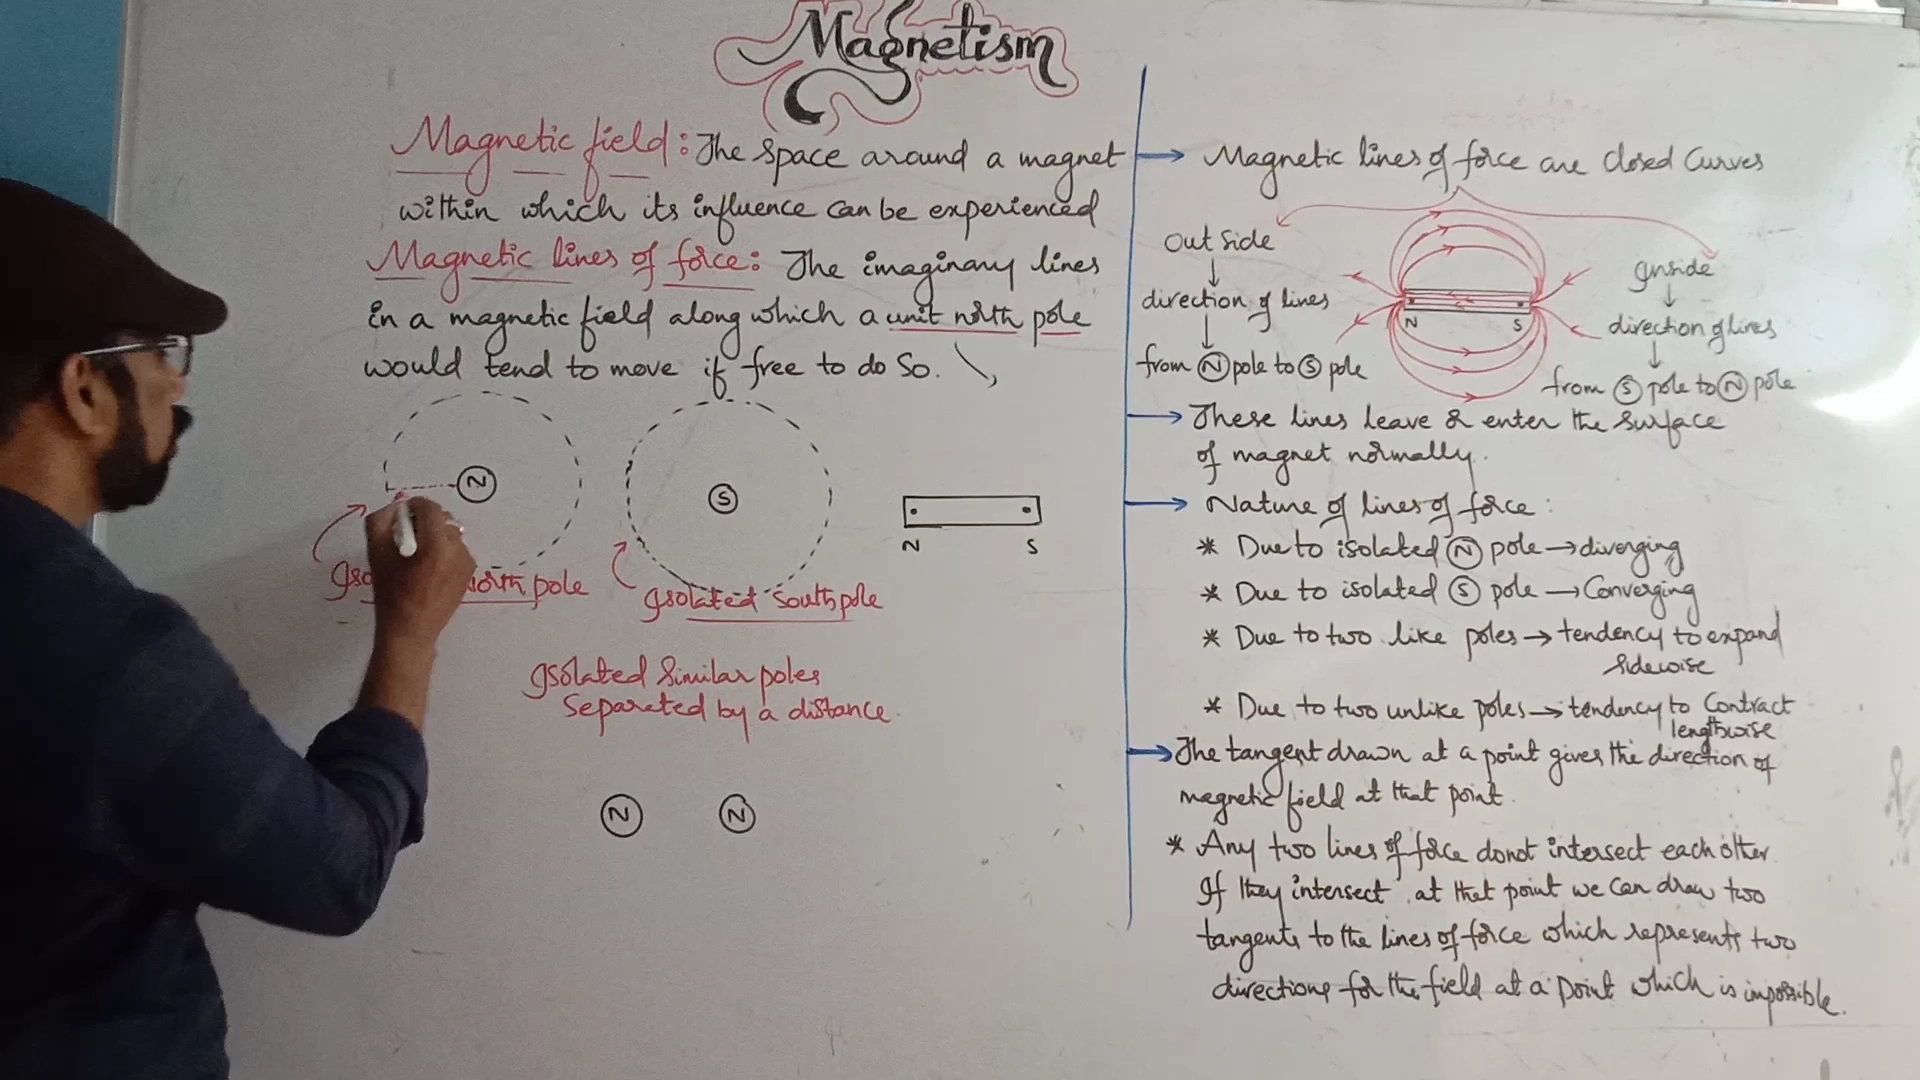 Magnetism
Magnetic field: The space around a magnet
within which its influence can be experienced
Magnetic lines of force: The imaginary lines
in a magnetic field along which a unit north pole
would tend to move if free to do so.
N
S
N S
north pole
Isolated south pole
Isolated similar poles
separated by a distance.
N N
Magnetic lines of force are closed curves
outside
direction of lines
from N pole to S pole
N S
Inside
direction of lines
from S pole to N pole
These lines leave & enter the surface
of magnet normally.
Nature of lines of force:
* Due to isolated N pole → diverging
* Due to isolated S pole → Converging
* Due to two like poles → tendency to expand
sidewise
* Due to two unlike poles → tendency to contract
lengthwise
The tangent drawn at a point gives the direction of
magnetic field at that point.
* Any two lines of force donot intersect each other.
If they intersect, at that point we can draw two
tangents to the lines of force which represents two
directions for the field at a point which is impossible.